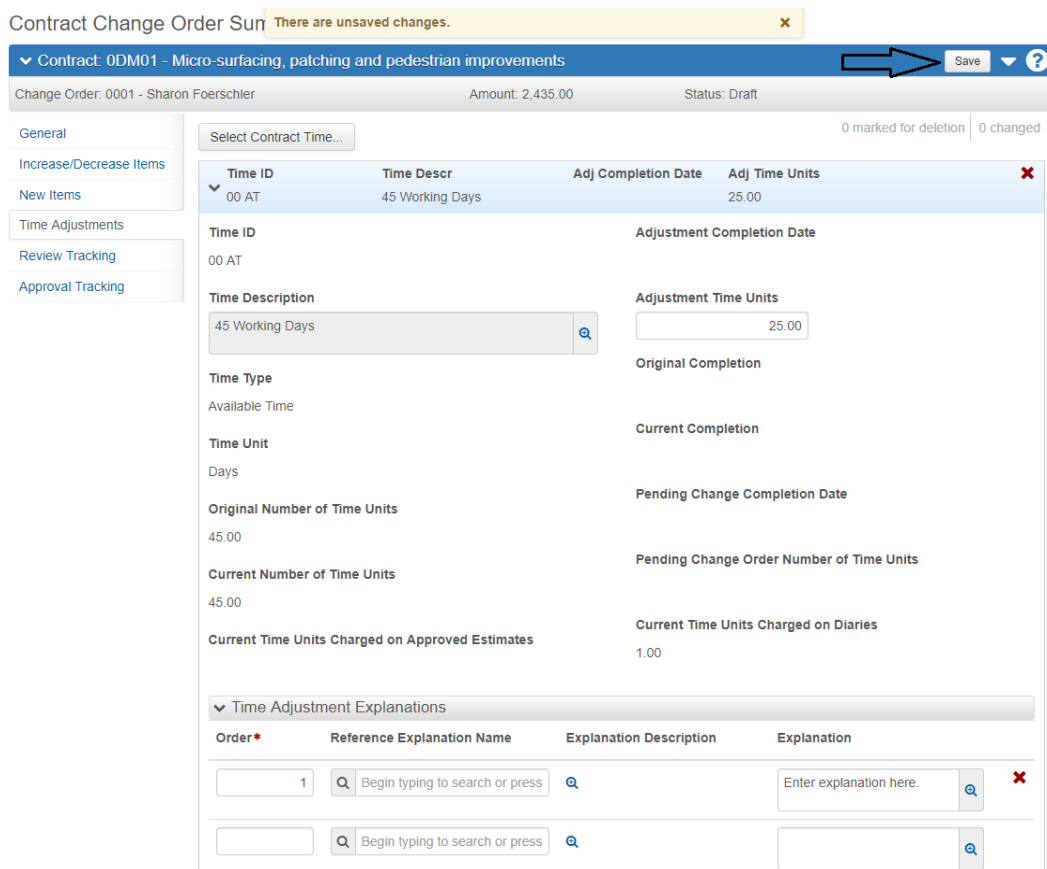 Contract Change Order Sum
There are unsaved changes.
Contract: 0DM01 - Micro-surfacing, patching and pedestrian improvements
Save
?
Change Order: 0001 - Sharon Foerschler
Amount: 2,435.00
Status: Draft
General
Increase/Decrease Items
New Items
Time Adjustments
Review Tracking
Approval Tracking
Select Contract Time...
0 marked for deletion
0 changed
Time ID Time Descr Adj Completion Date Adj Time Units
00 AT 45 Working Days 25.00
Time ID
00 AT
Time Description
45 Working Days
Time Type
Available Time
Time Unit
Days
Original Number of Time Units
45.00
Current Number of Time Units
45.00
Current Time Units Charged on Approved Estimates
Adjustment Completion Date
Adjustment Time Units
25.00
Original Completion
Current Completion
Pending Change Completion Date
Pending Change Order Number of Time Units
Current Time Units Charged on Diaries
1.00
Time Adjustment Explanations
Order* Reference Explanation Name Explanation Description Explanation
1 Begin typing to search or press Enter explanation here.
Begin typing to search or press